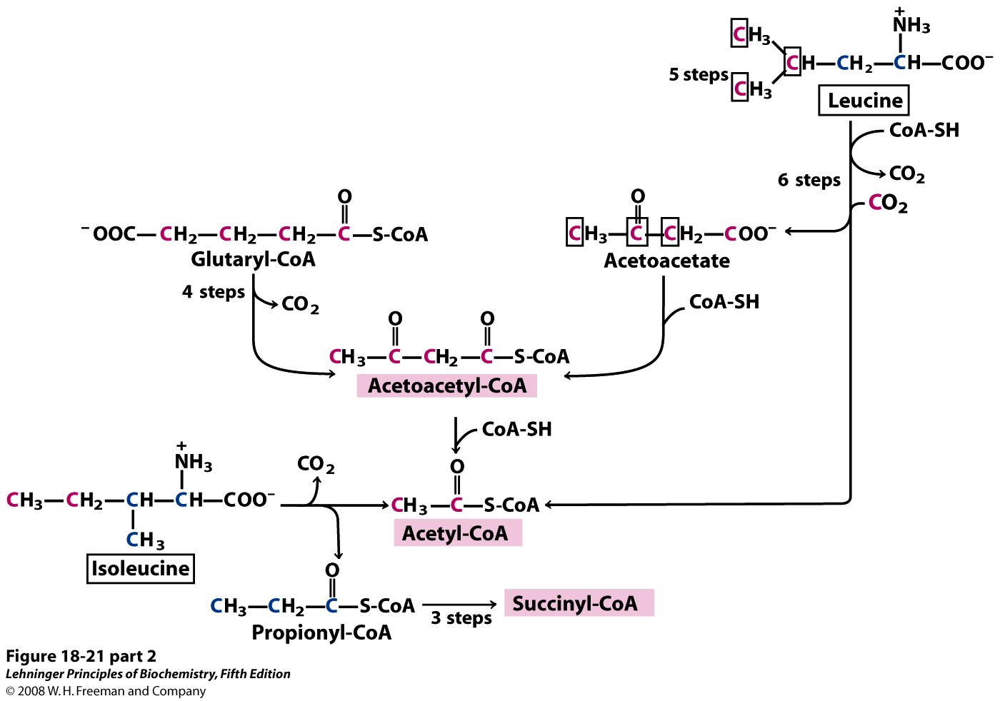 +
NH3
CH3
CH—CH2—CH—COO−
5 steps
CH3
Leucine
CoA-SH
CO2
6 steps
CO2
O
−OOC—CH2—CH2—CH2—C—S-CoA
Glutaryl-CoA
O
CH3—C—CH2—COO−
Acetoacetate
4 steps
CO2
CoA-SH
O O
CH3—C—CH2—C—S-CoA
Acetoacetyl-CoA
CoA-SH
+
NH3
CO2
O
CH3—CH2—CH—CH—COO−
CH3—C—S-CoA
CH3
Acetyl-CoA
Isoleucine
O
CH3—CH2—C—S-CoA
3 steps
Succinyl-CoA
Propionyl-CoA
Figure 18-21 part 2
Lehninger Principles of Biochemistry, Fifth Edition
© 2008 W. H. Freeman and Company